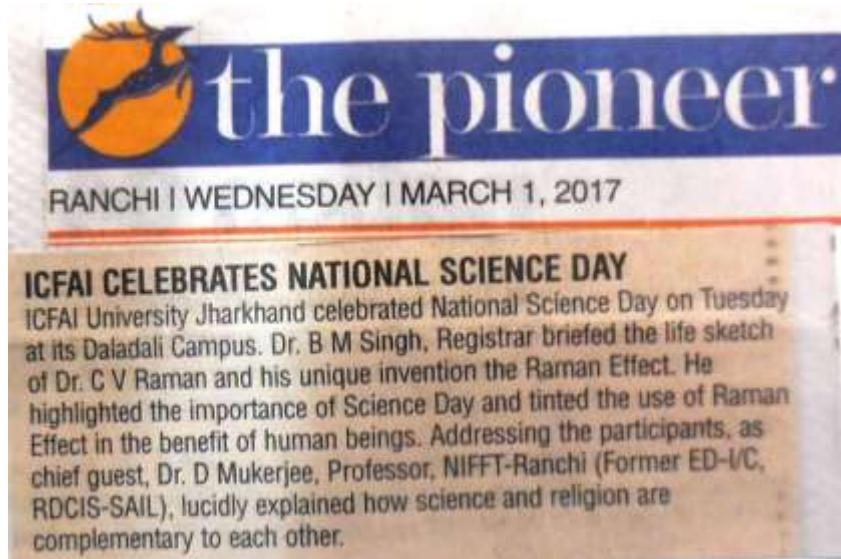 the pioneer
RANCHI I WEDNESDAY I MARCH 1, 2017
ICFAI CELEBRATES NATIONAL SCIENCE DAY
ICFAI University Jharkhand celebrated National Science Day on Tuesday
at its Daladali Campus. Dr. B M Singh, Registrar briefed the life sketch
of Dr. C V Raman and his unique invention the Raman Effect. He
highlighted the importance of Science Day and tinted the use of Raman
Effect in the benefit of human beings. Addressing the participants, as
chief guest, Dr. D Mukerjee, Professor, NIFFT-Ranchi (Former ED-I/C,
RDCIS-SAIL), lucidly explained how science and religion are
complementary to each other.